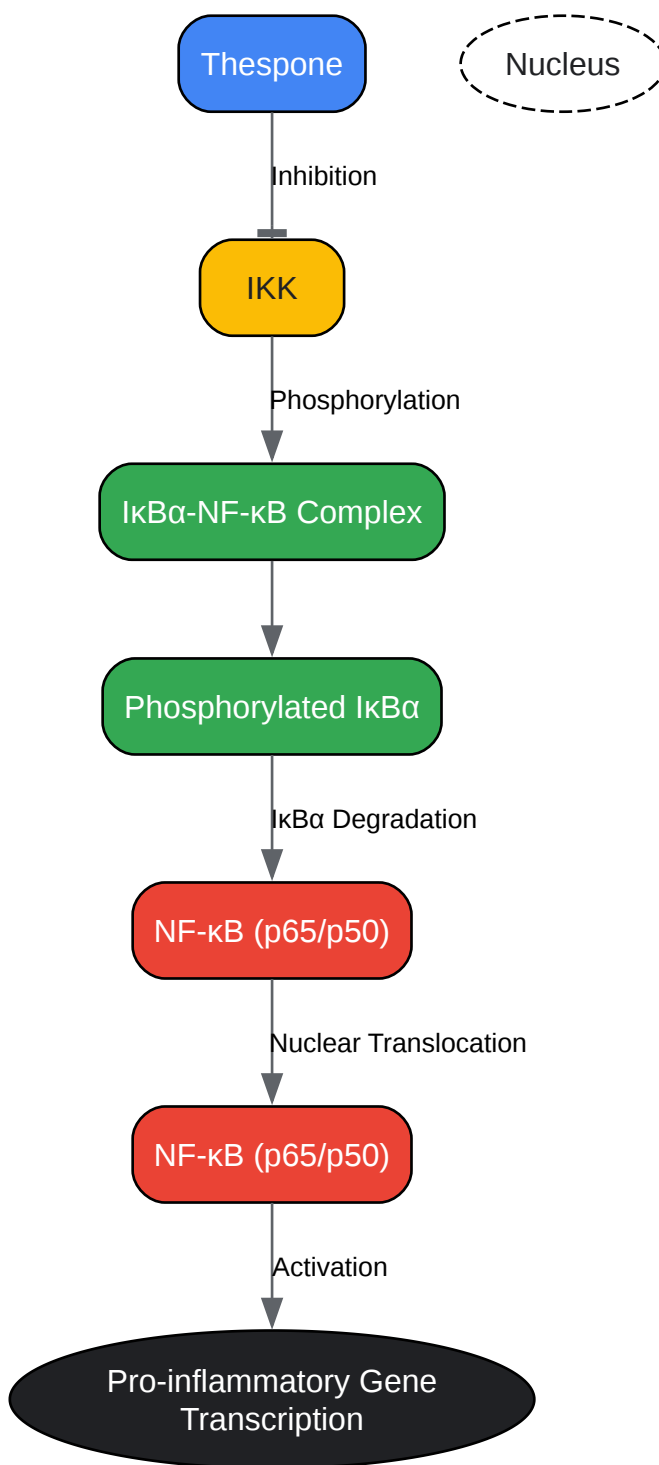 Thespone
Nucleus
Inhibition
IKK
Phosphorylation
IκBα-NF-κB Complex
Phosphorylated IκBα
IκBα Degradation
NF-κB (p65/p50)
Nuclear Translocation
NF-κB (p65/p50)
Activation
Pro-inflammatory Gene
Transcription